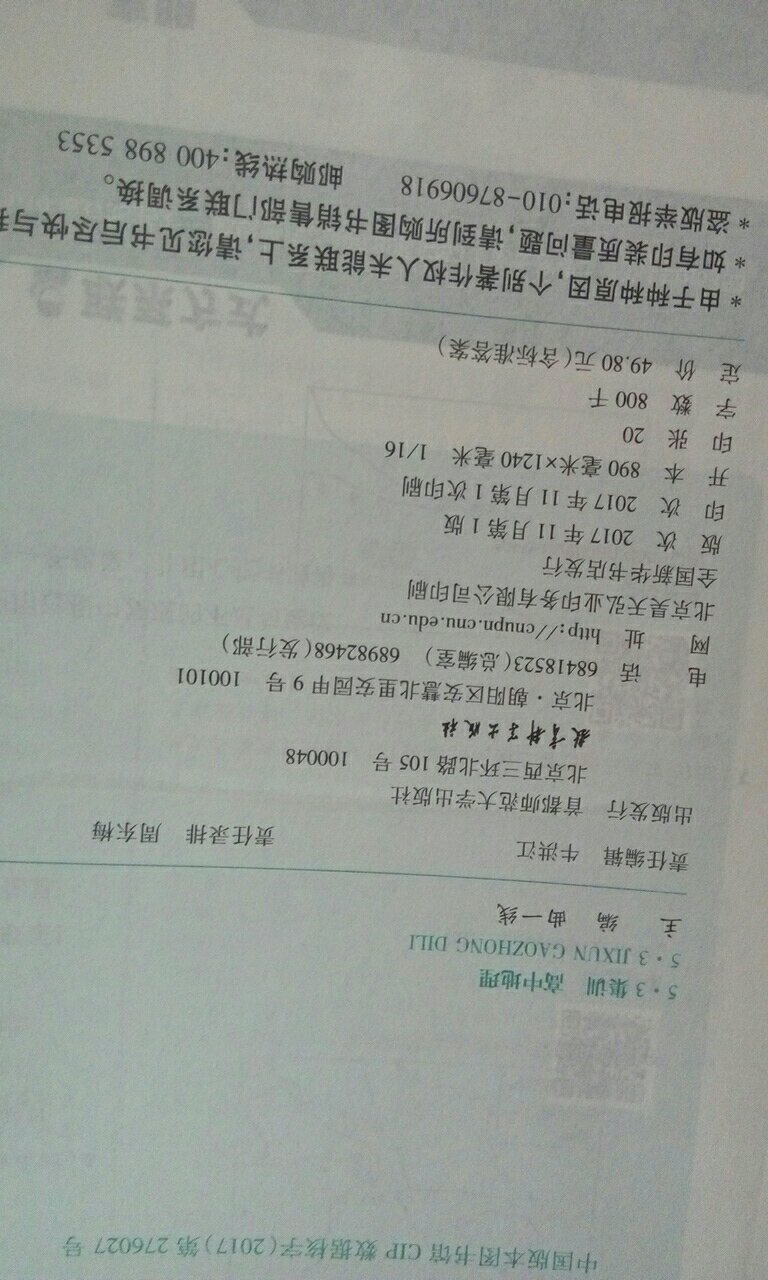 中国版本图书馆 CIP 数据核字(2017)第 276027 号
5·3 集训 高中地理
5·3 JIXUN GAOZHONG DILI
主 编 曲一线
责任编辑 牛洪江 责任录排 周东梅
出版发行 首都师范大学出版社
北京西三环北路 105 号 100048
教育科学出版社
北京·朝阳区安慧北里安园甲 9 号 100101
电 话 68418523(总编室) 68982468(发行部)
网 址 http://cnupn.cnu.edu.cn
北京昊天弘业印务有限公司印刷
全国新华书店发行
版 次 2017 年 11 月第 1 版
印 次 2017 年 11 月第 1 次印刷
开 本 890 毫米×1240 毫米 1/16
印 张 20
字 数 800 千
定 价 49.80 元(含标准答案)
* 由于种种原因,个别著作权人未能联系上,请您见书后尽快与
* 如有印装质量问题,请到所购图书销售部门联系调换。
* 盗版举报电话:010-87606918 邮购热线:400 898 5353